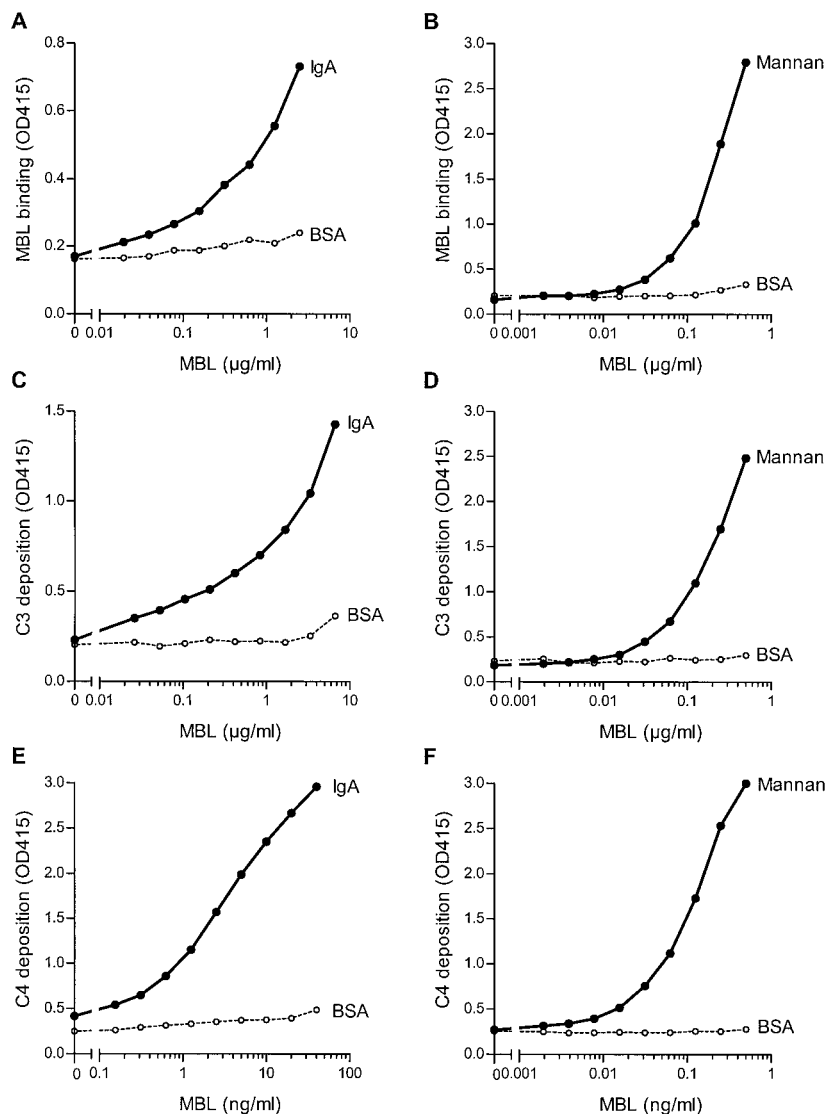 A
MBL binding (OD415)
0.8
0.6
0.4
0.2
0.0
IgA
BSA
0 0.01 0.1 1 10
MBL (µg/ml)
B
MBL binding (OD415)
3.0
2.5
2.0
1.5
1.0
0.5
0.0
Mannan
BSA
0 0.001 0.01 0.1 1
MBL (µg/ml)
C
C3 deposition (OD415)
1.5
1.0
0.5
0.0
IgA
BSA
0 0.01 0.1 1 10
MBL (µg/ml)
D
C3 deposition (OD415)
3.0
2.5
2.0
1.5
1.0
0.5
0.0
Mannan
BSA
0 0.001 0.01 0.1 1
MBL (µg/ml)
E
C4 deposition (OD415)
3.0
2.5
2.0
1.5
1.0
0.5
0.0
IgA
BSA
0 0.1 1 10 100
MBL (ng/ml)
F
C4 deposition (OD415)
3.0
2.5
2.0
1.5
1.0
0.5
0.0
Mannan
BSA
0 0.001 0.01 0.1 1
MBL (ng/ml)